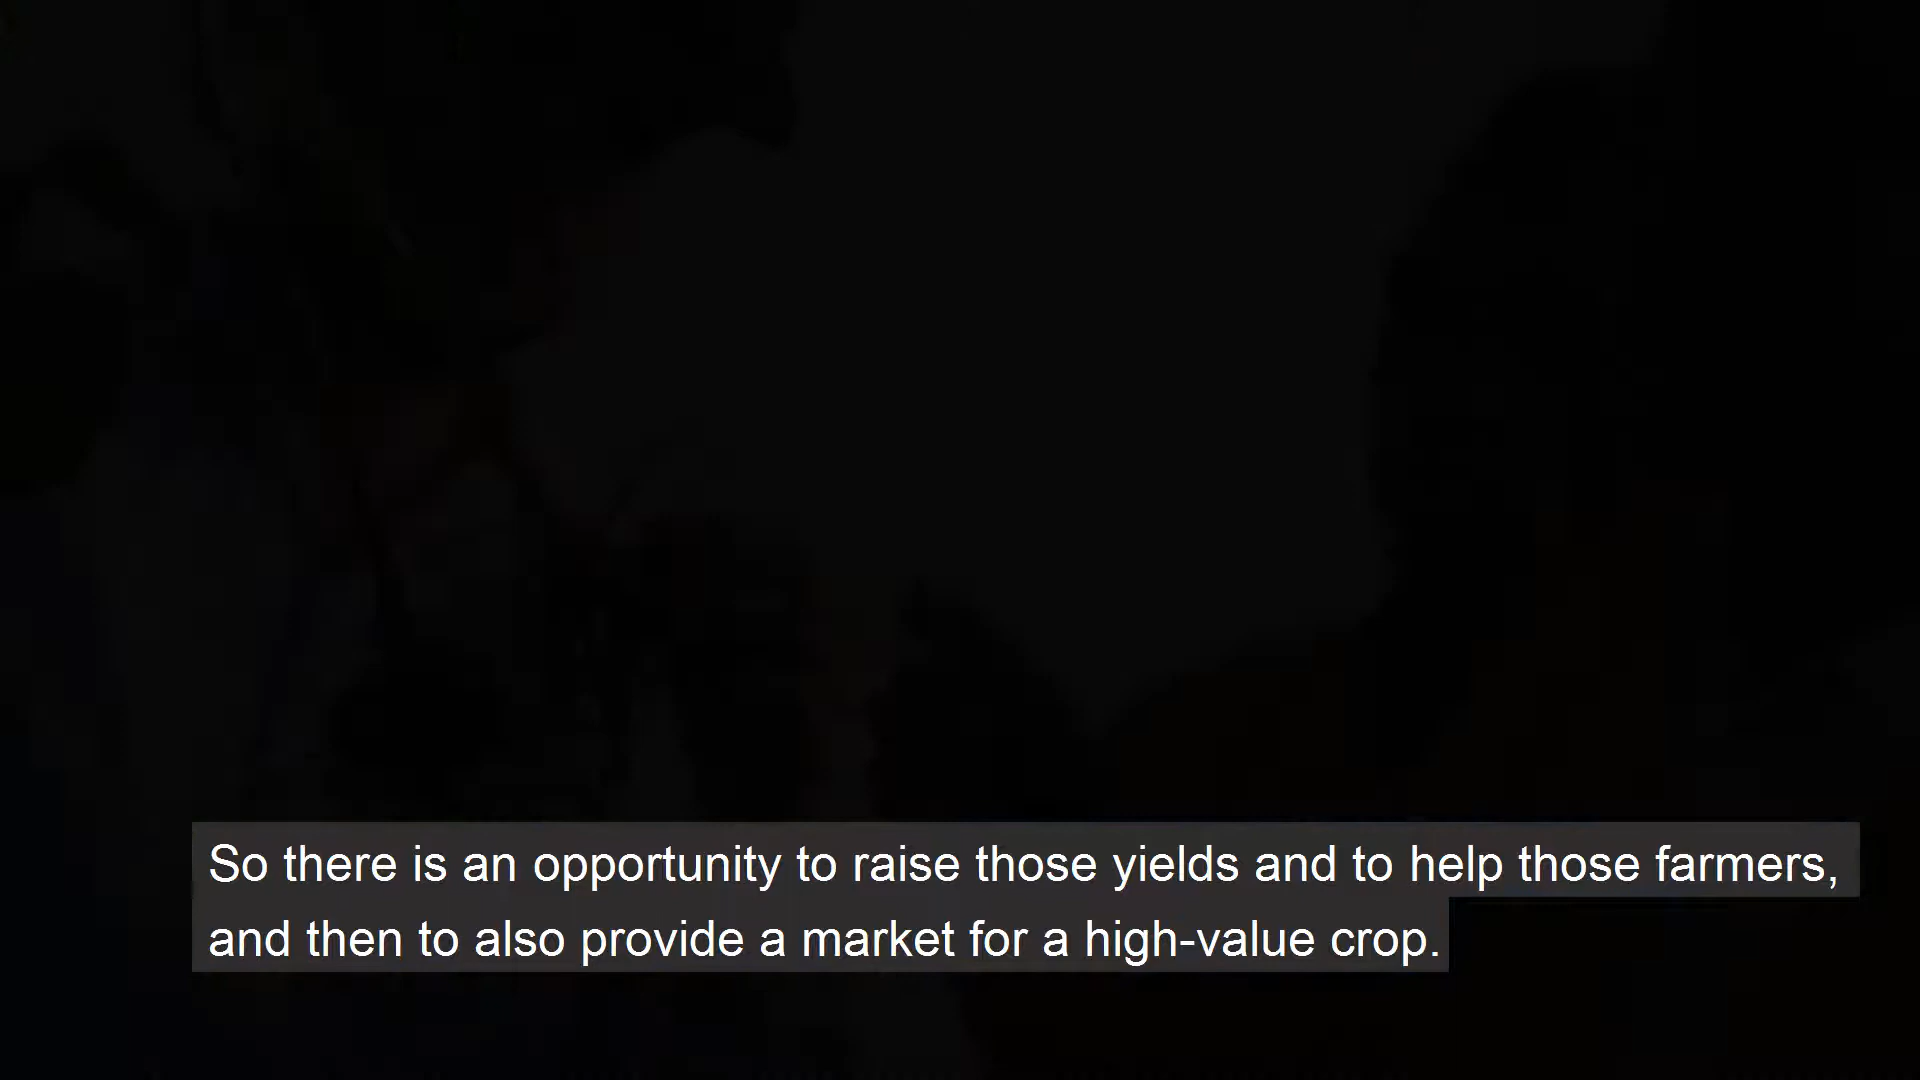 So there is an opportunity to raise those yields and to help those farmers,
and then to also provide a market for a high-value crop.